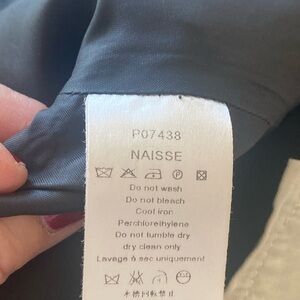 P07438
NAISSE
Do not wash
Do not bleach
Cool iron
Perchlorethylene
Do not tumble dry
dry clean only
Lavage à sec uniquement